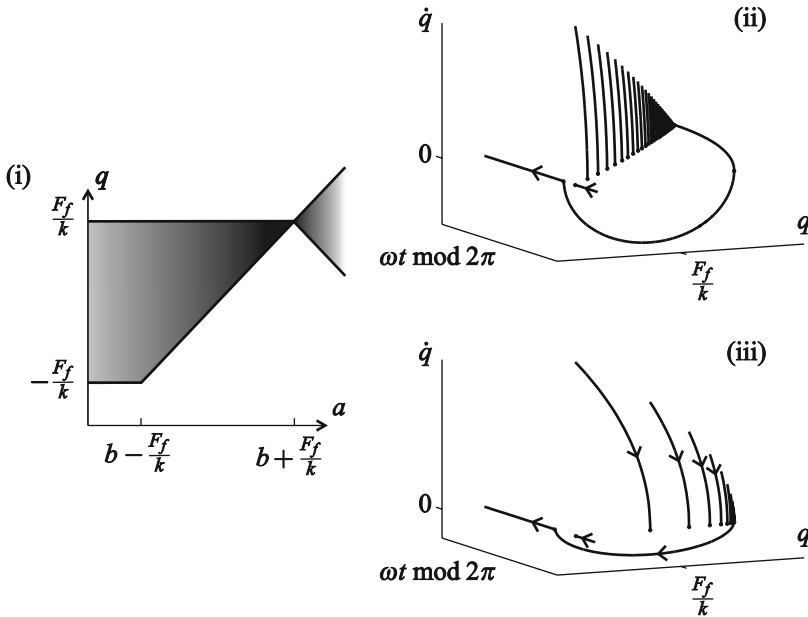 (i)
q
F_f/k
−F_f/k
a
b − F_f/k
b + F_f/k
(ii)
q̇
0
ωt mod 2π
q
F_f/k
(iii)
q̇
0
ωt mod 2π
q
F_f/k